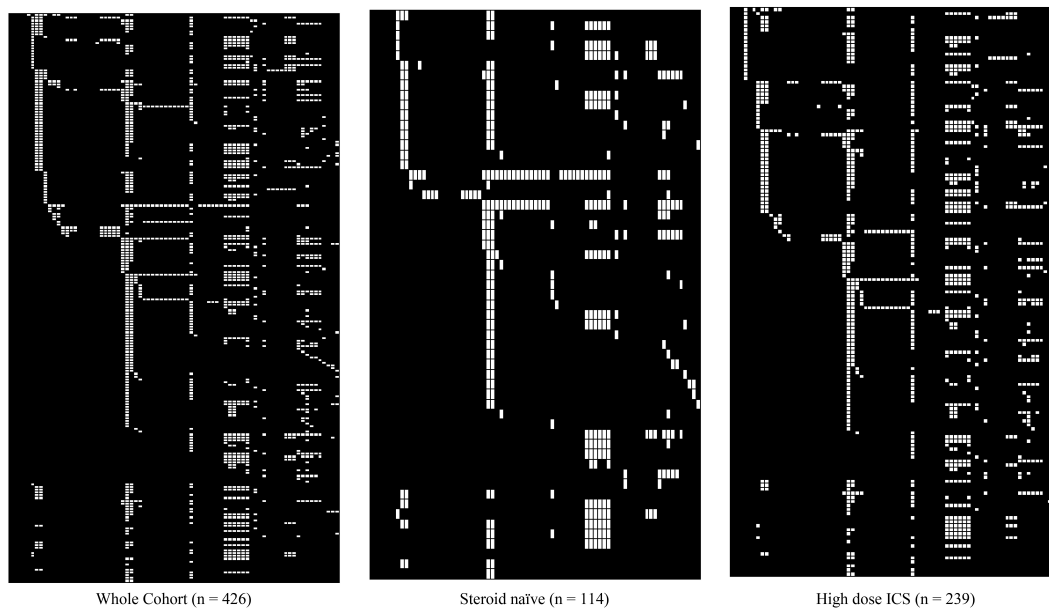 Whole Cohort (n = 426)
Steroid naïve (n = 114)
High dose ICS (n = 239)